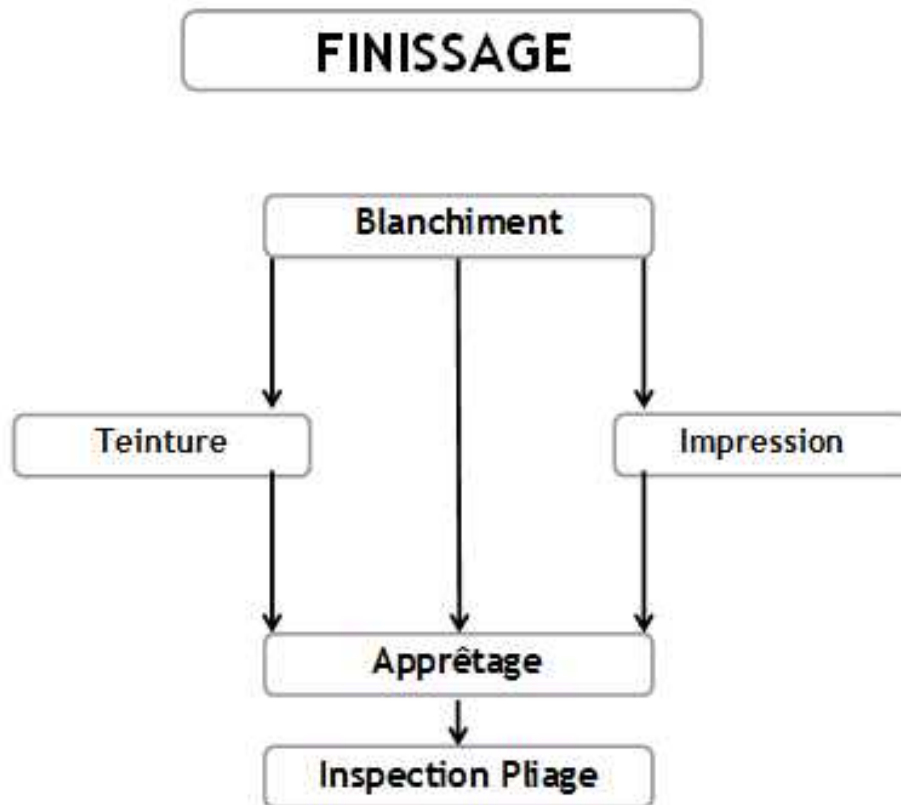 FINISSAGE
Blanchiment
Teinture
Impression
Apprêtage
Inspection Pliage